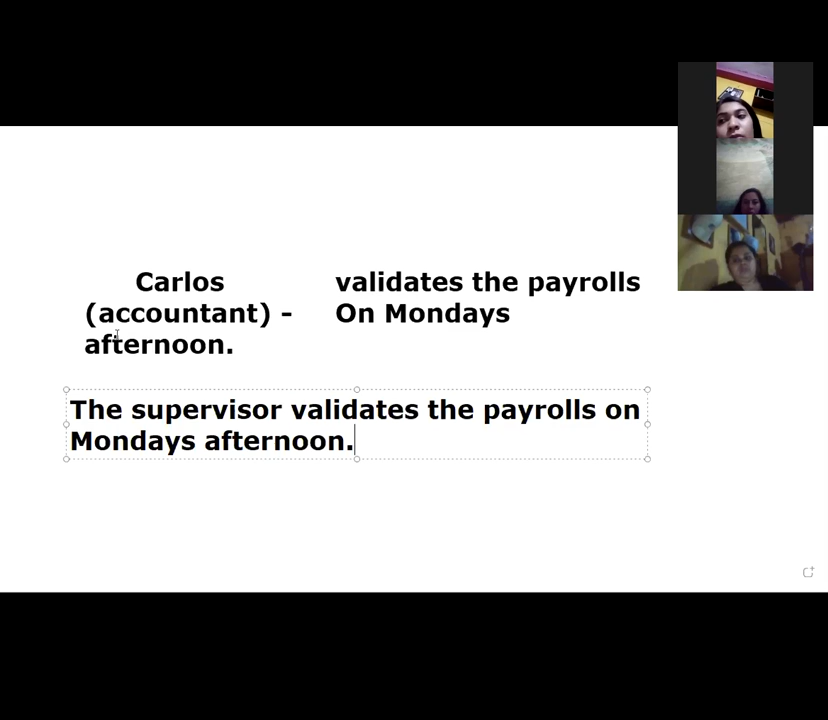 Carlos validates the payrolls
(accountant) - On Mondays
afternoon.
The supervisor validates the payrolls on
Mondays afternoon.